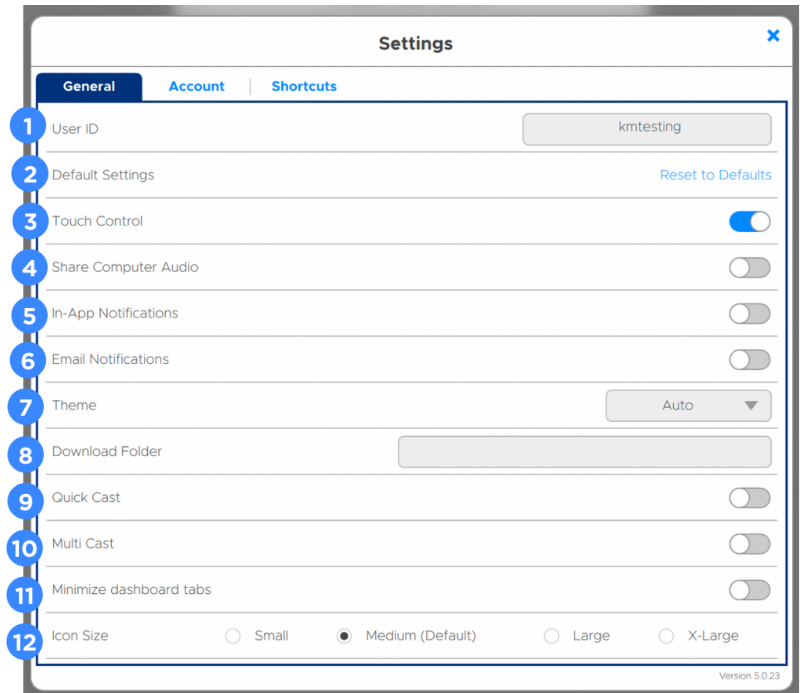 Settings
General Account Shortcuts
1 User ID kmtesting
2 Default Settings Reset to Defaults
3 Touch Control
4 Share Computer Audio
5 In-App Notifications
6 Email Notifications
7 Theme Auto
8 Download Folder
9 Quick Cast
10 Multi Cast
11 Minimize dashboard tabs
12 Icon Size Small Medium (Default) Large X-Large
Version 5.0.23